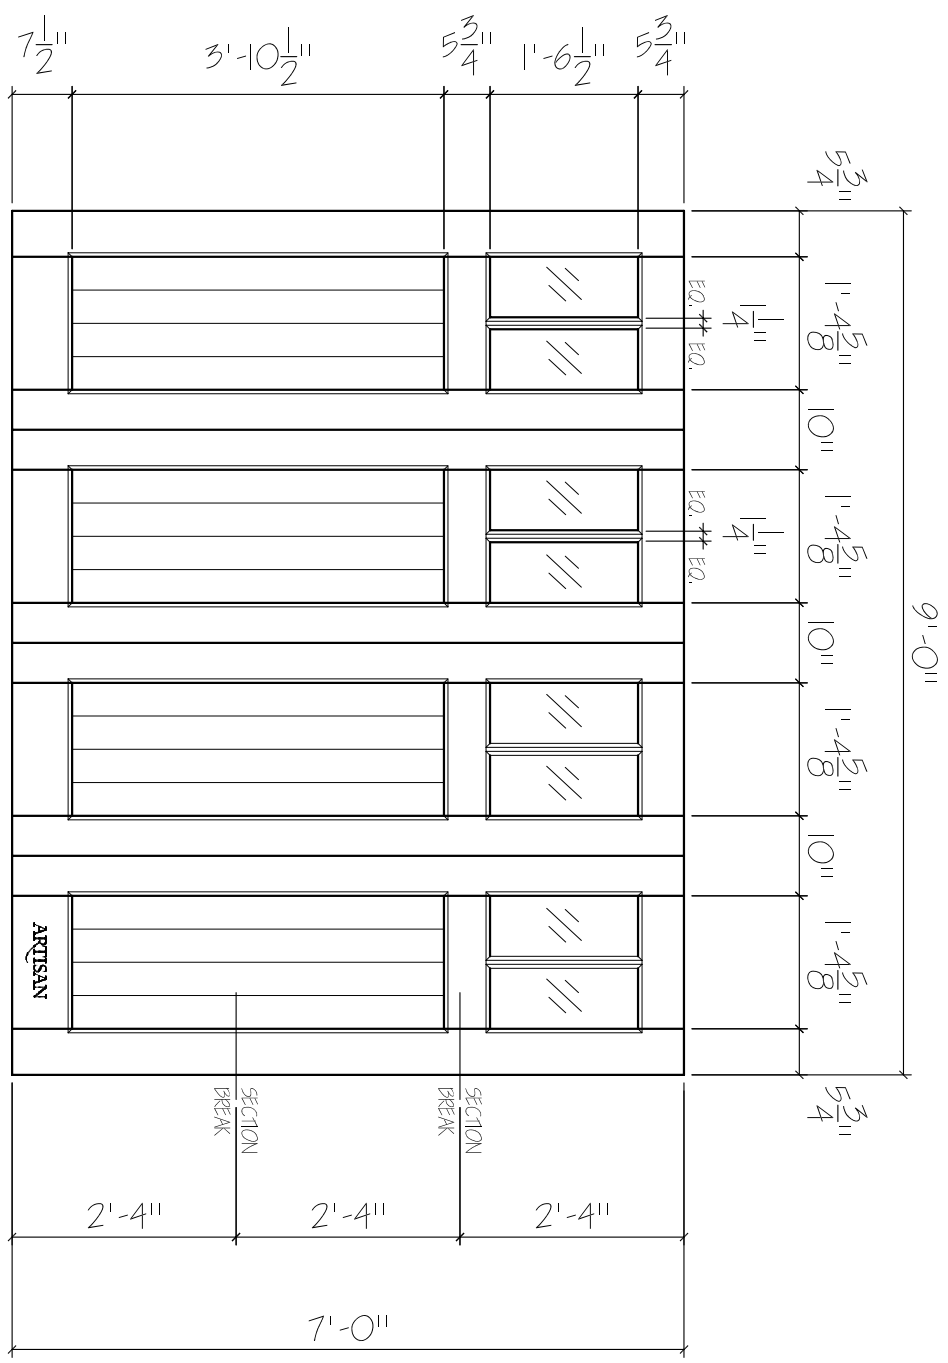 7 1/2"
3'-10 1/2"
5 3/4"
1'-6 1/2"
5 3/4"
5 3/4"
1'-4 5/8"
10"
1'-4 5/8"
10"
1'-4 5/8"
10"
1'-4 5/8"
5 3/4"
9'-0"
EQ.
1 1/4"
EQ.
EQ.
1 1/4"
EQ.
ARTISAN
SECTION
BREAK
SECTION
BREAK
2'-4"
2'-4"
2'-4"
7'-0"